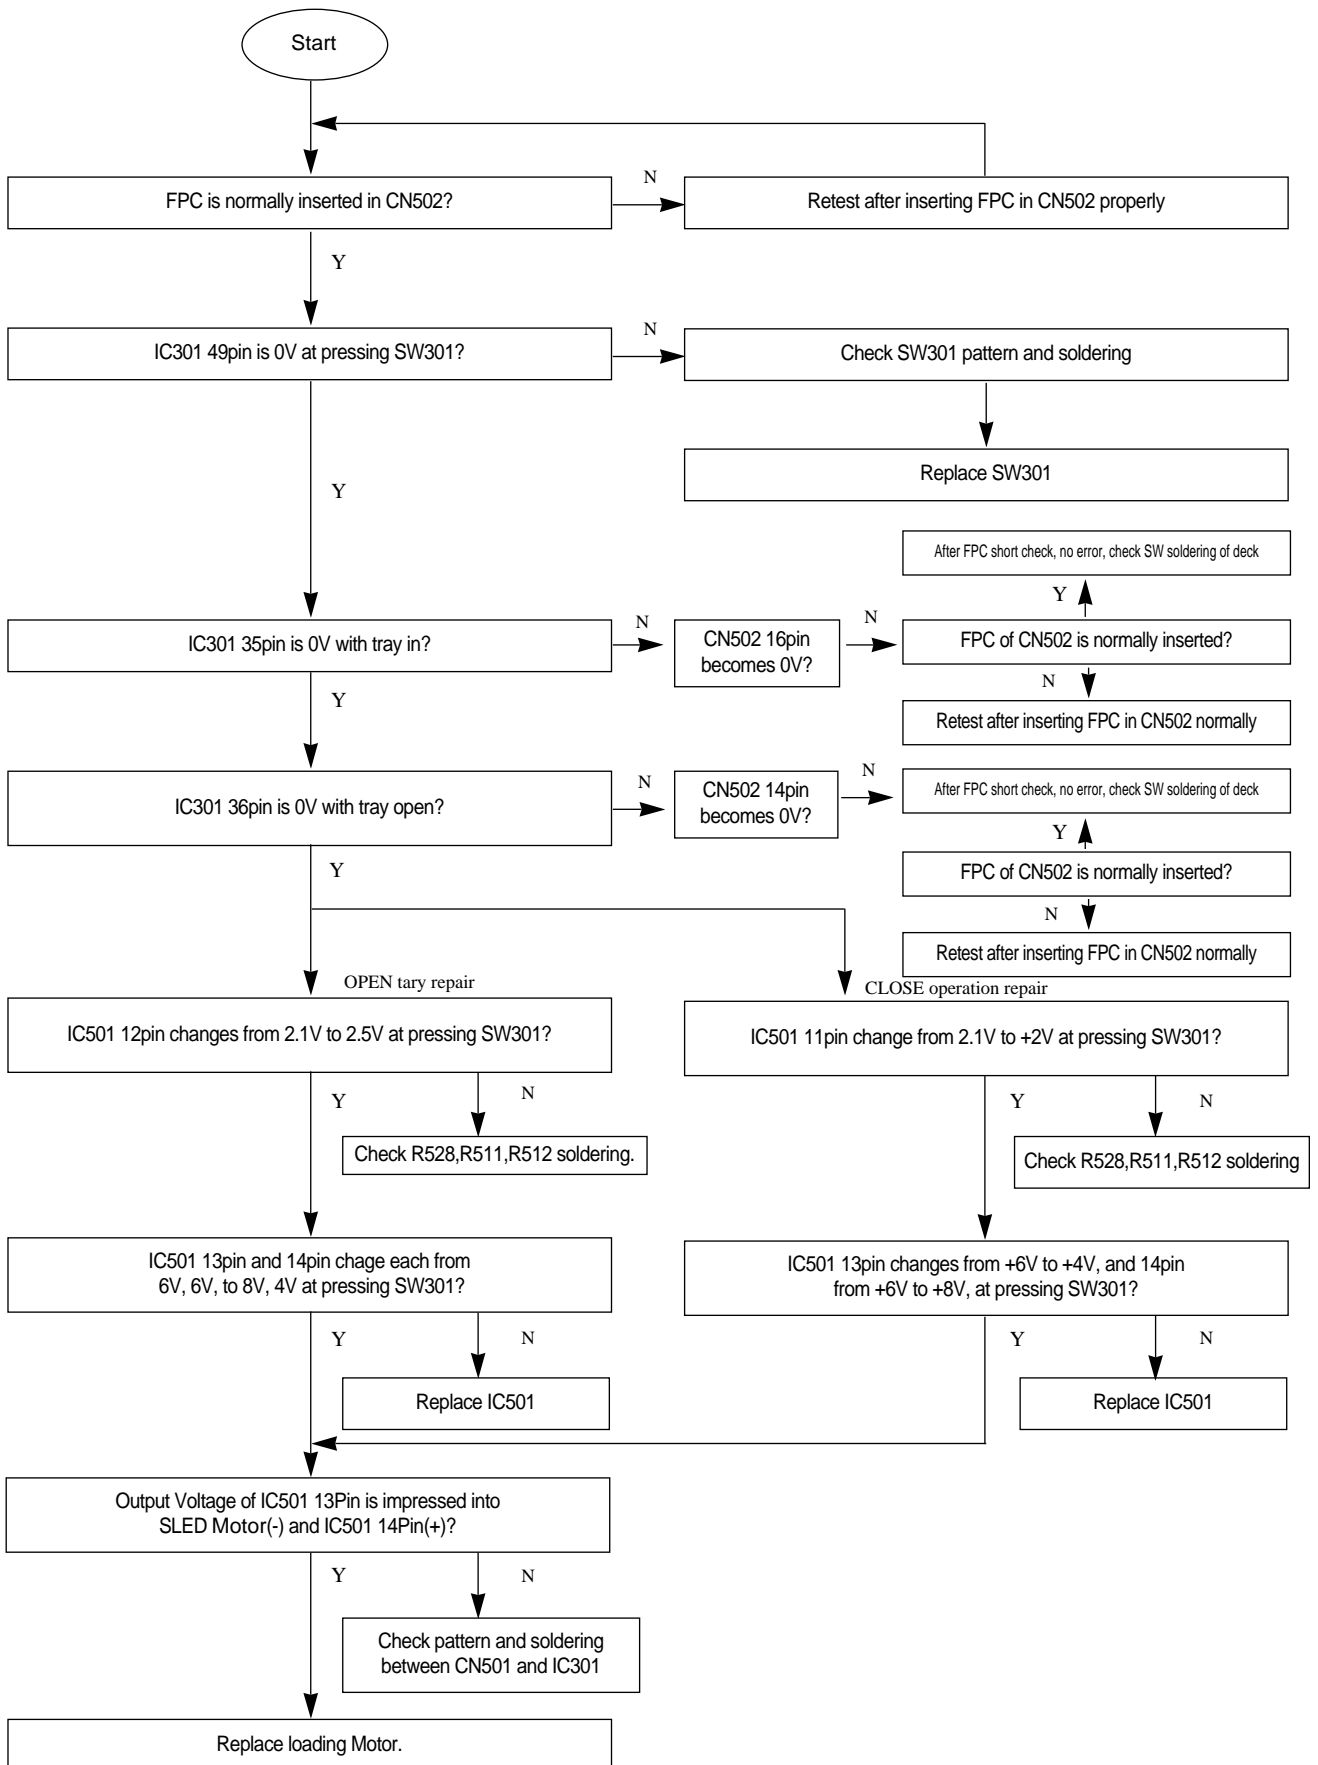 Start
FPC is normally inserted in CN502?
N
Retest after inserting FPC in CN502 properly
Y
IC301 49pin is 0V at pressing SW301?
N
Check SW301 pattern and soldering
Replace SW301
Y
After FPC short check, no error, check SW soldering of deck
Y
IC301 35pin is 0V with tray in?
N
CN502 16pin
becomes 0V?
N
FPC of CN502 is normally inserted?
N
Retest after inserting FPC in CN502 normally
Y
IC301 36pin is 0V with tray open?
N
CN502 14pin
becomes 0V?
N
After FPC short check, no error, check SW soldering of deck
Y
FPC of CN502 is normally inserted?
N
Retest after inserting FPC in CN502 normally
Y
OPEN tary repair
CLOSE operation repair
IC501 12pin changes from 2.1V to 2.5V at pressing SW301?
IC501 11pin change from 2.1V to +2V at pressing SW301?
Y
N
Y
N
Check R528,R511,R512 soldering.
Check R528,R511,R512 soldering
IC501 13pin and 14pin chage each from
6V, 6V, to 8V, 4V at pressing SW301?
IC501 13pin changes from +6V to +4V, and 14pin
from +6V to +8V, at pressing SW301?
Y
N
Y
N
Replace IC501
Replace IC501
Output Voltage of IC501 13Pin is impressed into
SLED Motor(-) and IC501 14Pin(+)?
Y
N
Check pattern and soldering
between CN501 and IC301
Replace loading Motor.